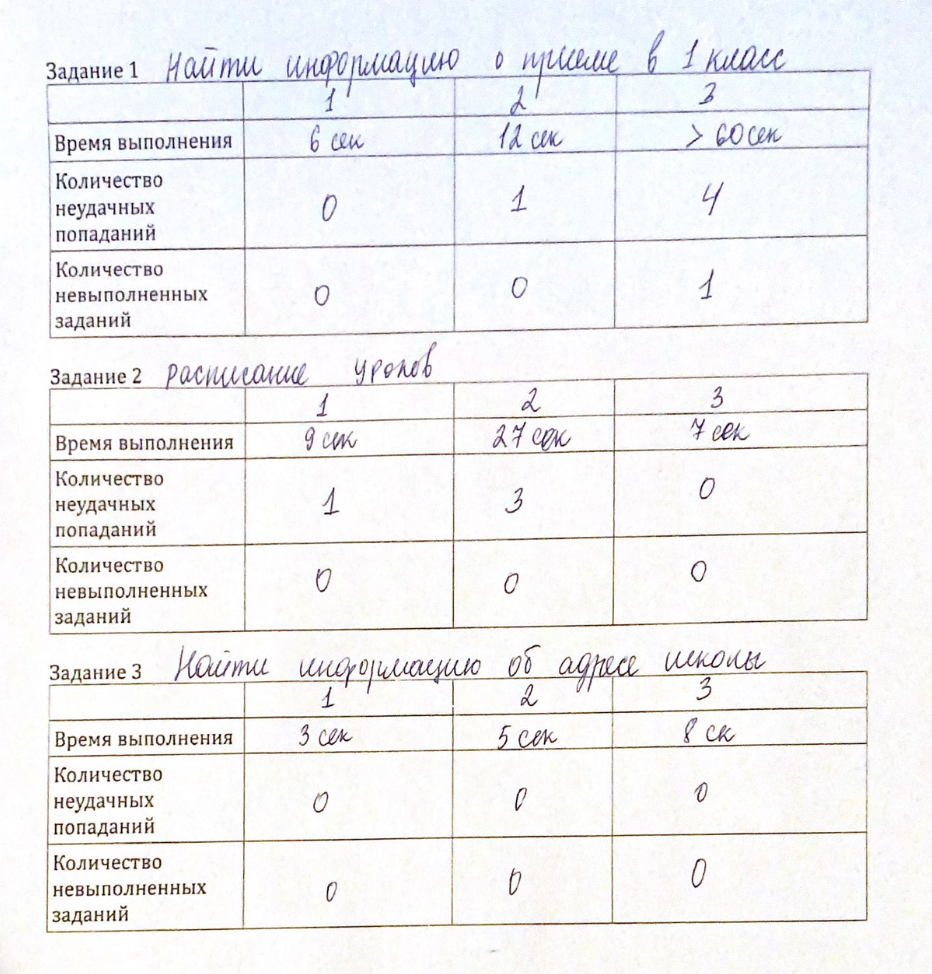 Задание 1 Найти информацию о приеме в 1 класс
1 2 3
Время выполнения 6 сек 12 сек > 60 сек
Количество
неудачных 0 1 4
попаданий
Количество
невыполненных 0 0 1
заданий
Задание 2 расписание уроков
1 2 3
Время выполнения 9 сек 27 сек 7 сек
Количество
неудачных 1 3 0
попаданий
Количество
невыполненных 0 0 0
заданий
Задание 3 Найти информацию об адресе школы
1 2 3
Время выполнения 3 сек 5 сек 8 ск
Количество
неудачных 0 0 0
попаданий
Количество
невыполненных 0 0 0
заданий